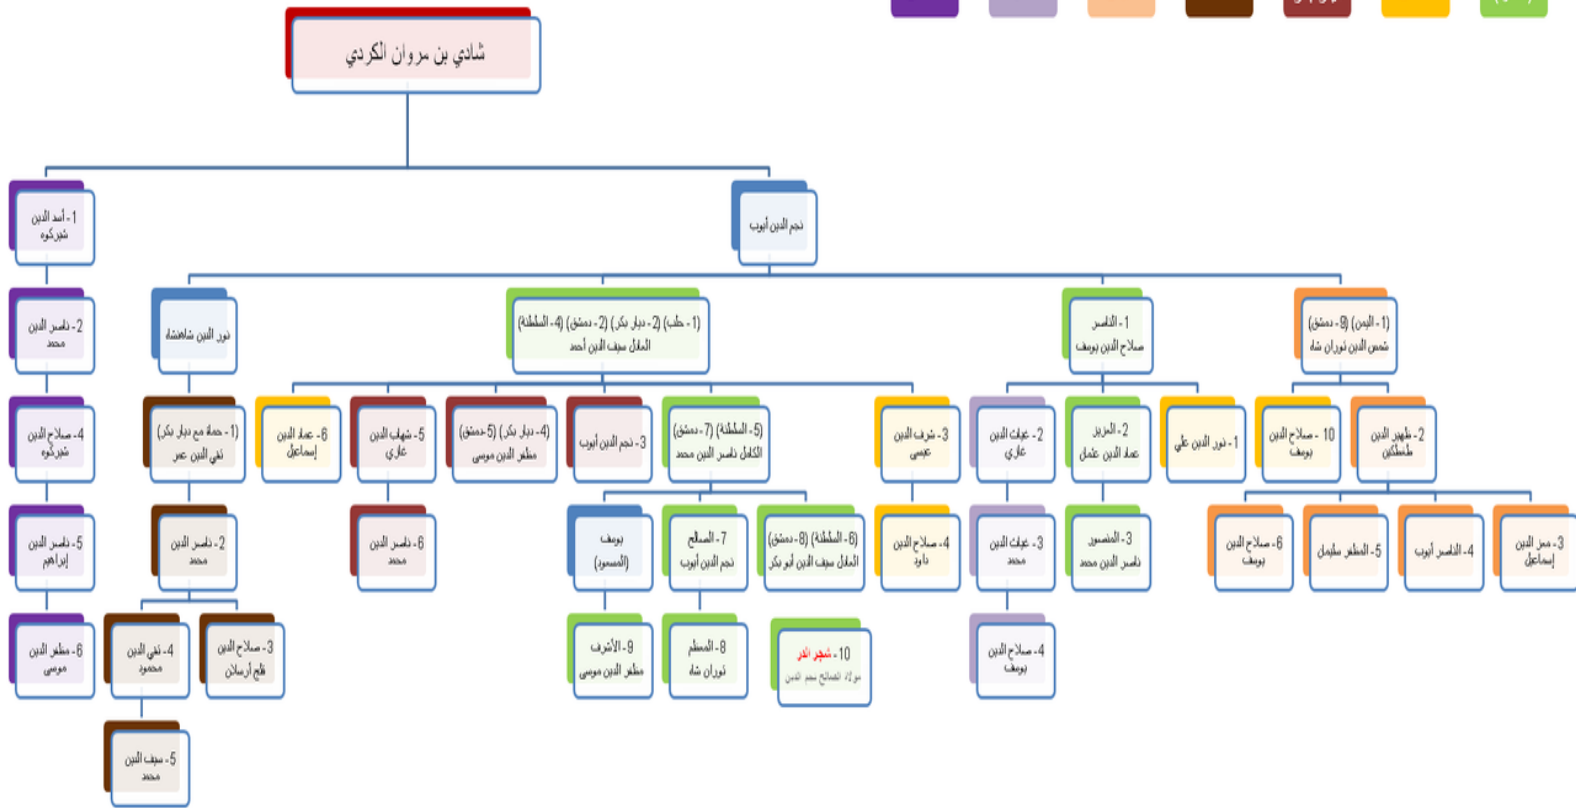 شادي بن مروان الكردي
نجم الدين أيوب
1- أسد الدين
شيركوه
(1- اليمن) (9- دمشق)
شمس الدين توران شاه
1- الناصر
صلاح الدين يوسف
(1- حلب) (2- ديار بكر) (2- دمشق) (4- السلطنة)
العادل سيف الدين أحمد
نور الدين شاهنشاه
2- ناصر الدين
محمد
2- ظهير الدين
طغطكين
10 - صلاح الدين
يوسف
1- نور الدين علي
2- العزيز
عماد الدين عثمان
2- غياث الدين
غازي
3- شرف الدين
عيسى
(5- السلطنة) (7- دمشق)
الكامل ناصر الدين محمد
3- نجم الدين أيوب
(4- ديار بكر) (5-دمشق)
مظفر الدين موسى
5- شهاب الدين
غازي
6- عماد الدين
إسماعيل
(1- حماة مع ديار بكر)
تقي الدين عمر
4- صلاح الدين
شيركوه
3- معز الدين
إسماعيل
4- الناصر أيوب
5- المظفر سليمان
6- صلاح الدين
يوسف
3- المنصور
ناصر الدين محمد
3- غياث الدين
محمد
4- صلاح الدين
داود
(6- السلطنة) (8- دمشق)
العادل سيف الدين أبو بكر
7- الصالح
نجم الدين أيوب
يوسف
(المسعود)
6- ناصر الدين
محمد
2- ناصر الدين
محمد
5- ناصر الدين
إبراهيم
4- صلاح الدين
يوسف
10- شجر الدر
مولاة الصالح نجم الدين
8- المعظم
توران شاه
9- الأشرف
مظفر الدين موسى
3- صلاح الدين
قلج أرسلان
4- تقي الدين
محمود
6- مظفر الدين
موسى
5- سيف الدين
محمد